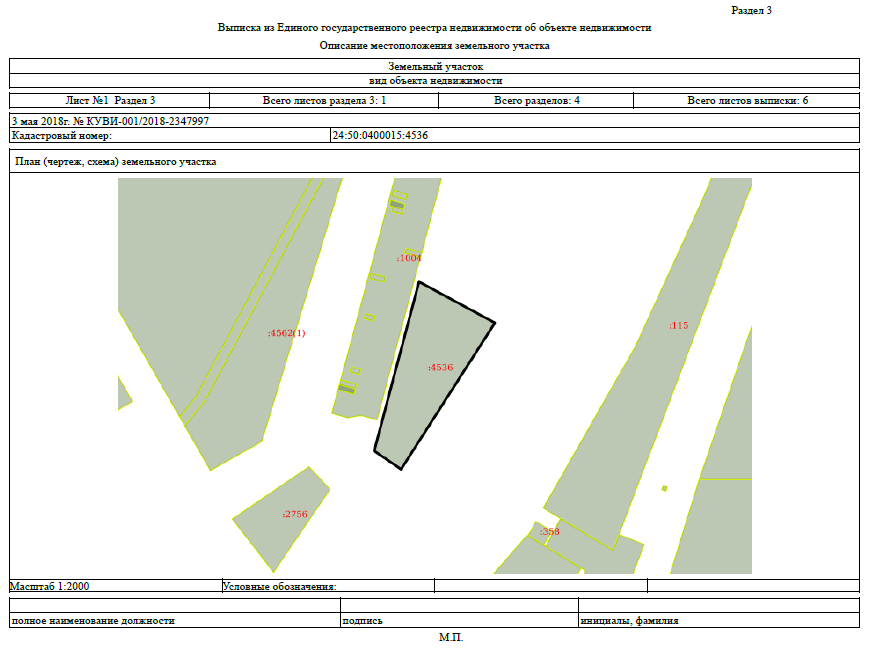 Раздел 3
Выписка из Единого государственного реестра недвижимости об объекте недвижимости
Описание местоположения земельного участка
Земельный участок
вид объекта недвижимости
Лист №1 Раздел 3 Всего листов раздела 3: 1 Всего разделов: 4 Всего листов выписки: 6
3 мая 2018г. № КУВИ-001/2018-2347997
Кадастровый номер: 24:50:0400015:4536
План (чертеж, схема) земельного участка
:1004
:115
:4562(1)
:4536
:2756
:358
Масштаб 1:2000 Условные обозначения:
полное наименование должности подпись инициалы, фамилия
М.П.